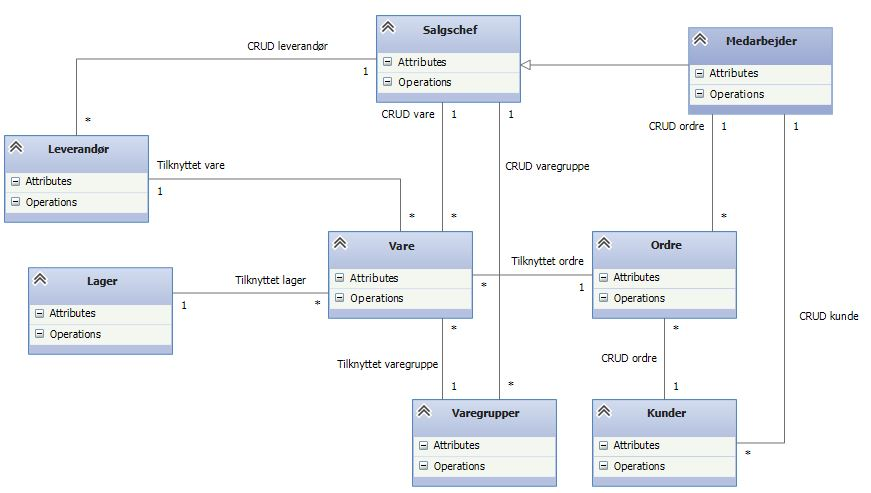 Salgschef
Attributes
Operations
Medarbejder
Attributes
Operations
CRUD leverandør
1
*
CRUD vare
1
1
CRUD ordre
1
1
Leverandør
Attributes
Operations
Tilknyttet vare
1
CRUD varegruppe
*
*
*
Vare
Attributes
Operations
Ordre
Attributes
Operations
Lager
Attributes
Operations
Tilknyttet lager
1
*
Tilknyttet ordre
*
1
CRUD kunde
*
Tilknyttet varegruppe
1
*
*
CRUD ordre
1
Varegrupper
Attributes
Operations
Kunder
Attributes
Operations
*